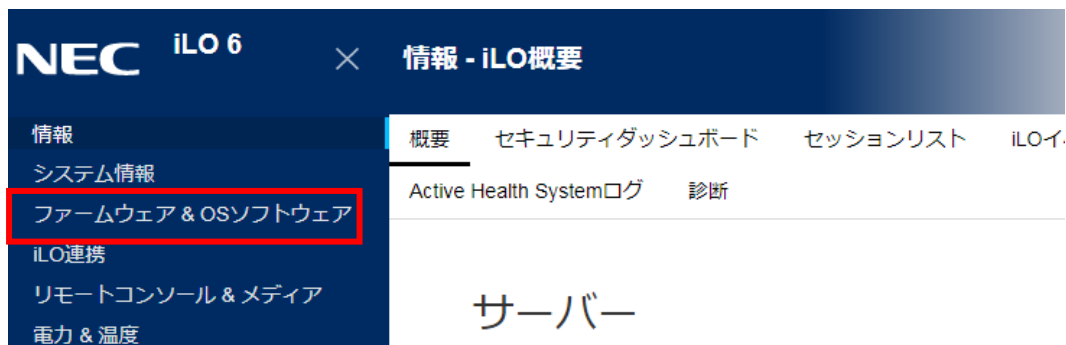 NEC iLO 6
情報 - iLO概要
情報
システム情報
ファームウェア & OSソフトウェア
iLO連携
リモートコンソール & メディア
電力 & 温度
概要 セキュリティダッシュボード セッションリスト iLOイ
Active Health Systemログ 診断
サーバー